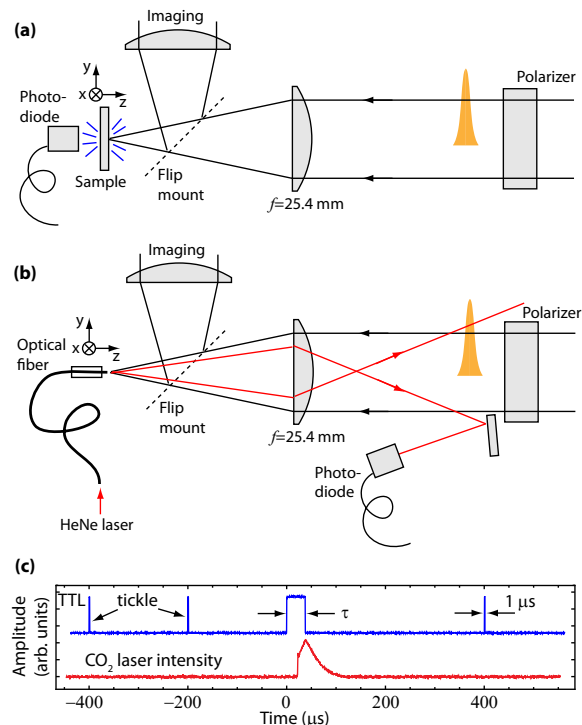 (a)
Imaging
y
x
z
Photo-
diode
Polarizer
Sample
Flip
mount
f=25.4 mm
(b)
Imaging
y
x
z
Optical
fiber
Polarizer
Flip
mount
f=25.4 mm
Photo-
diode
HeNe laser
(c)
TTL
tickle
τ
1 μs
CO2 laser intensity
Amplitude
(arb. units)
−400
−200
0
200
400
Time (μs)